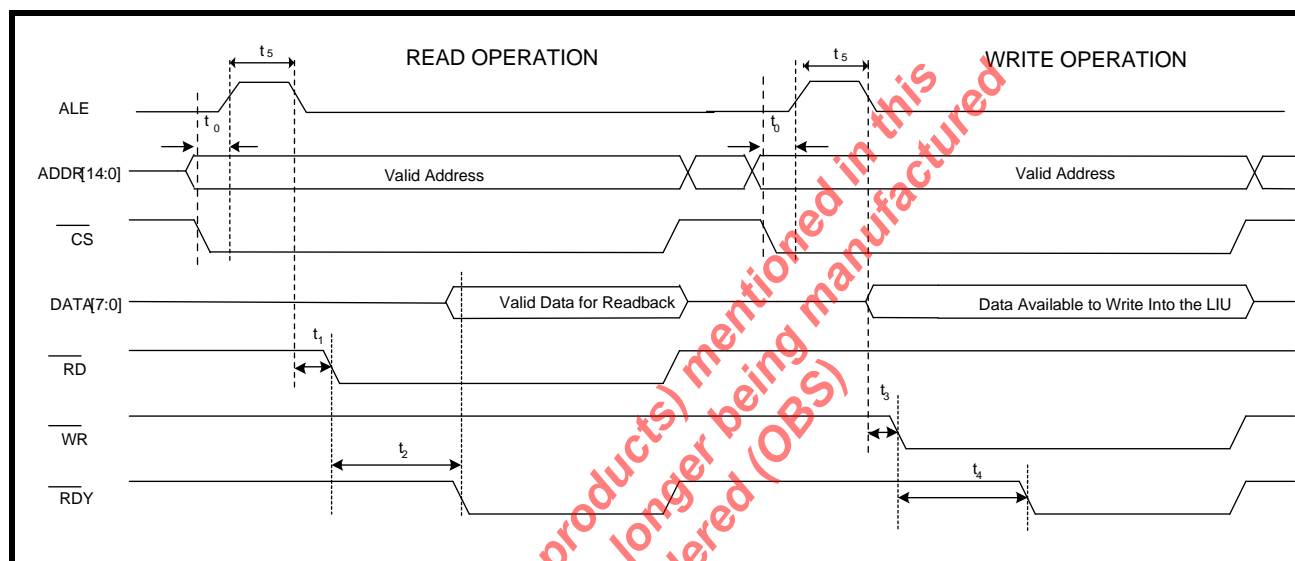 READ OPERATION
WRITE OPERATION
t5
t5
ALE
t0
t0
ADDR[14:0]
Valid Address
Valid Address
CS
DATA[7:0]
Valid Data for Readback
Data Available to Write Into the LIU
t1
RD
t3
WR
t2
t4
RDY
products) mentioned in this
longer being manufactured
dered (OBS)